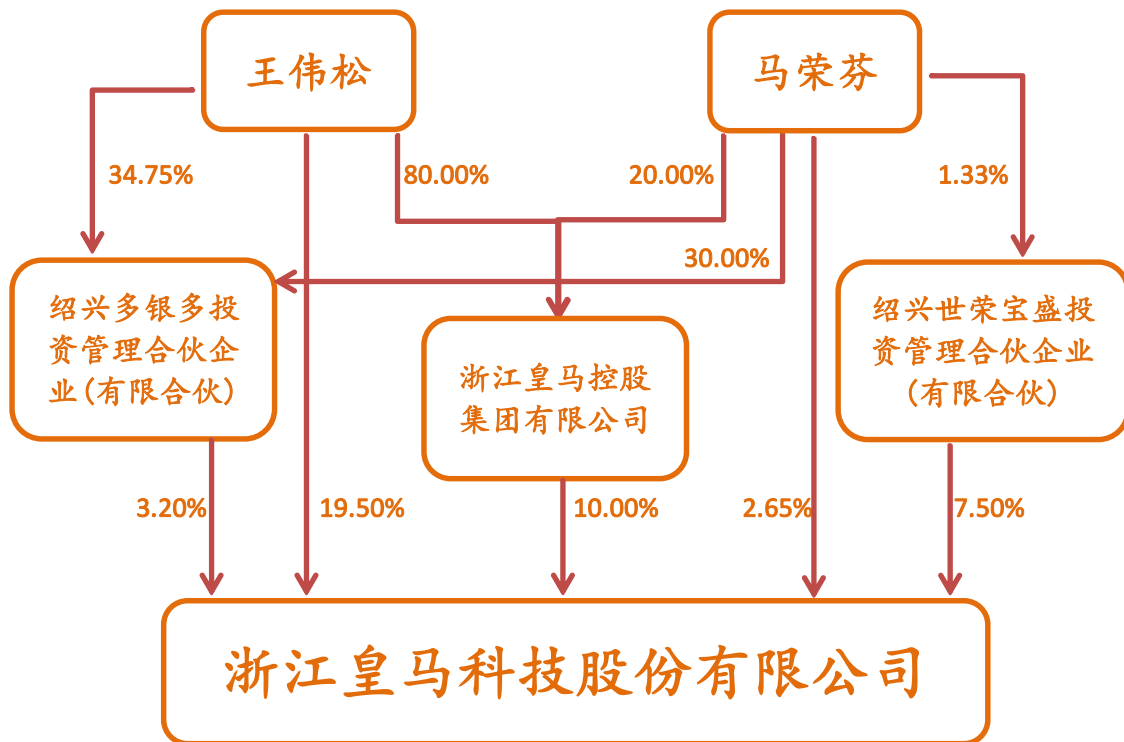 王伟松
马荣芬
34.75%
80.00%
20.00%
1.33%
30.00%
绍兴多银多投
资管理合伙企
业(有限合伙)
浙江皇马控股
集团有限公司
绍兴世荣宝盛投
资管理合伙企业
(有限合伙)
3.20%
19.50%
10.00%
2.65%
7.50%
浙江皇马科技股份有限公司